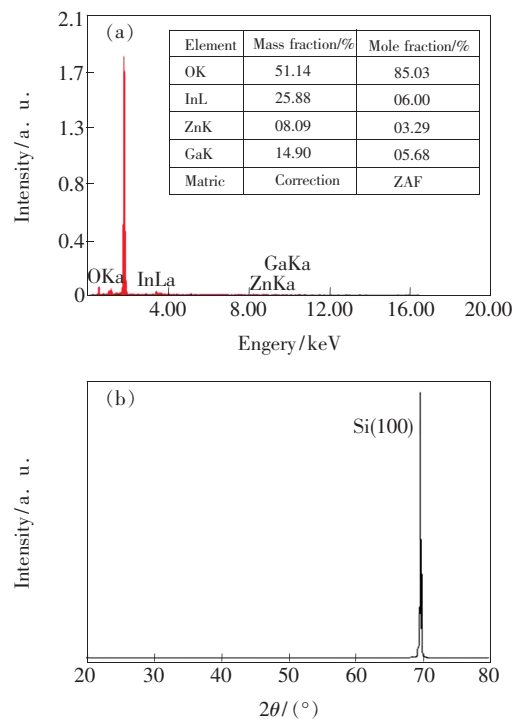 2.1
(a)
Element Mass fraction/% Mole fraction/%
OK 51.14 85.03
InL 25.88 06.00
ZnK 08.09 03.29
GaK 14.90 05.68
Matric Correction ZAF
1.7
1.3
0.8
0.4
0
Intensity/a. u.
OKa InLa
GaKa
ZnKa
4.00 8.00 12.00 16.00 20.00
Engery/keV
(b)
Si(100)
Intensity/a. u.
20 30 40 50 60 70 80
2θ/(°)